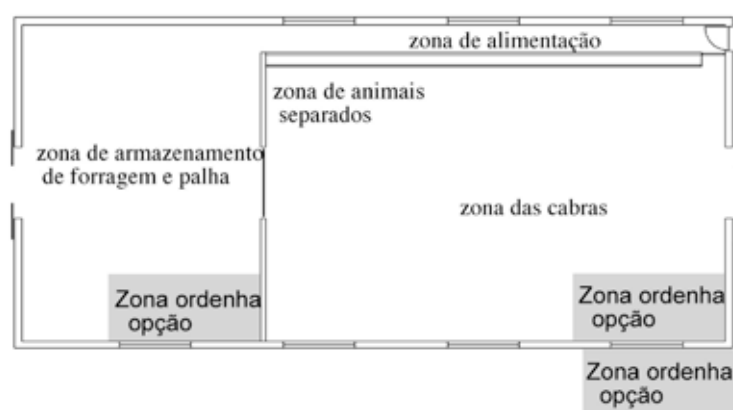 zona de alimentação
zona de animais
separados
zona de armazenamento
de forragem e palha
zona das cabras
Zona ordenha
opção
Zona ordenha
opção
Zona ordenha
opção